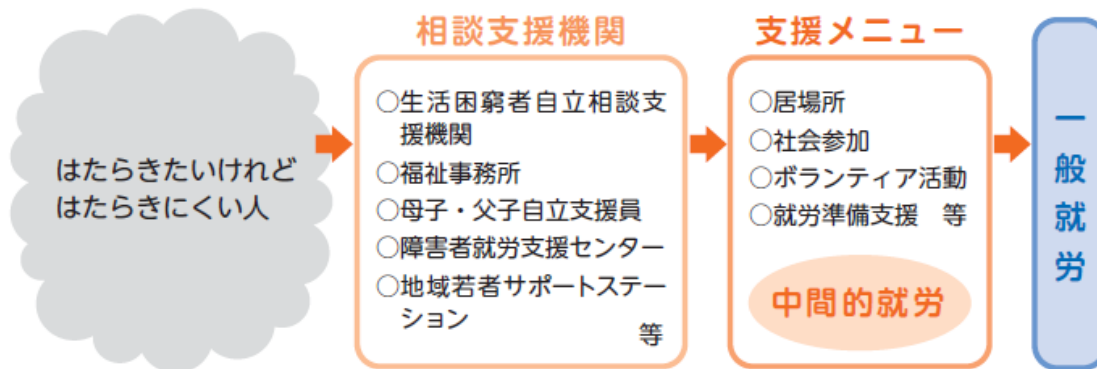 はたらきたいけれど
はたらきにくい人
相談支援機関
○生活困窮者自立相談支
援機関
○福祉事務所
○母子・父子自立支援員
○障害者就労支援センター
○地域若者サポートステー
ション
等
支援メニュー
○居場所
○社会参加
○ボランティア活動
○就労準備支援　等
中間的就労
一般就労